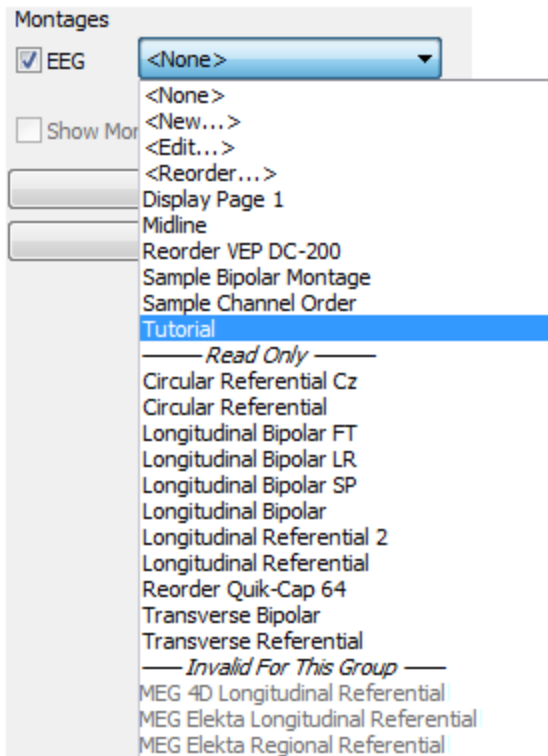 Montages
EEG
<None>
<None>
<New...>
<Edit...>
Show Mor
<Reorder...>
Display Page 1
Midline
Reorder VEP DC-200
Sample Bipolar Montage
Sample Channel Order
Tutorial
Read Only
Circular Referential Cz
Circular Referential
Longitudinal Bipolar FT
Longitudinal Bipolar LR
Longitudinal Bipolar SP
Longitudinal Bipolar
Longitudinal Referential 2
Longitudinal Referential
Reorder Quik-Cap 64
Transverse Bipolar
Transverse Referential
Invalid For This Group
MEG 4D Longitudinal Referential
MEG Elekta Longitudinal Referential
MEG Elekta Regional Referential